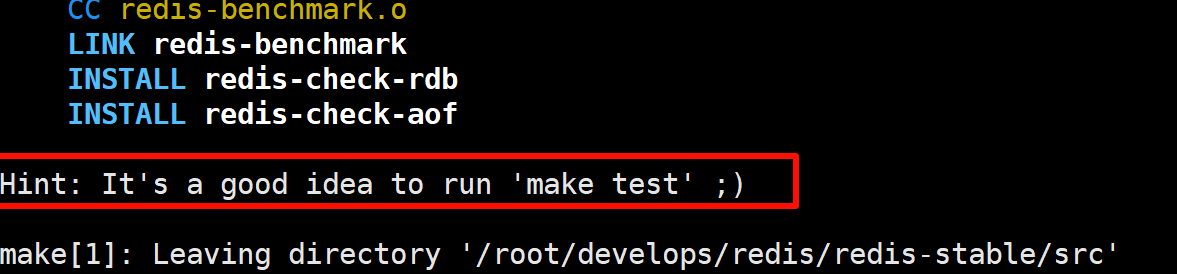 CC redis-benchmark.o
LINK redis-benchmark
INSTALL redis-check-rdb
INSTALL redis-check-aof
Hint: It's a good idea to run 'make test' ;)
make[1]: Leaving directory '/root/develops/redis/redis-stable/src'